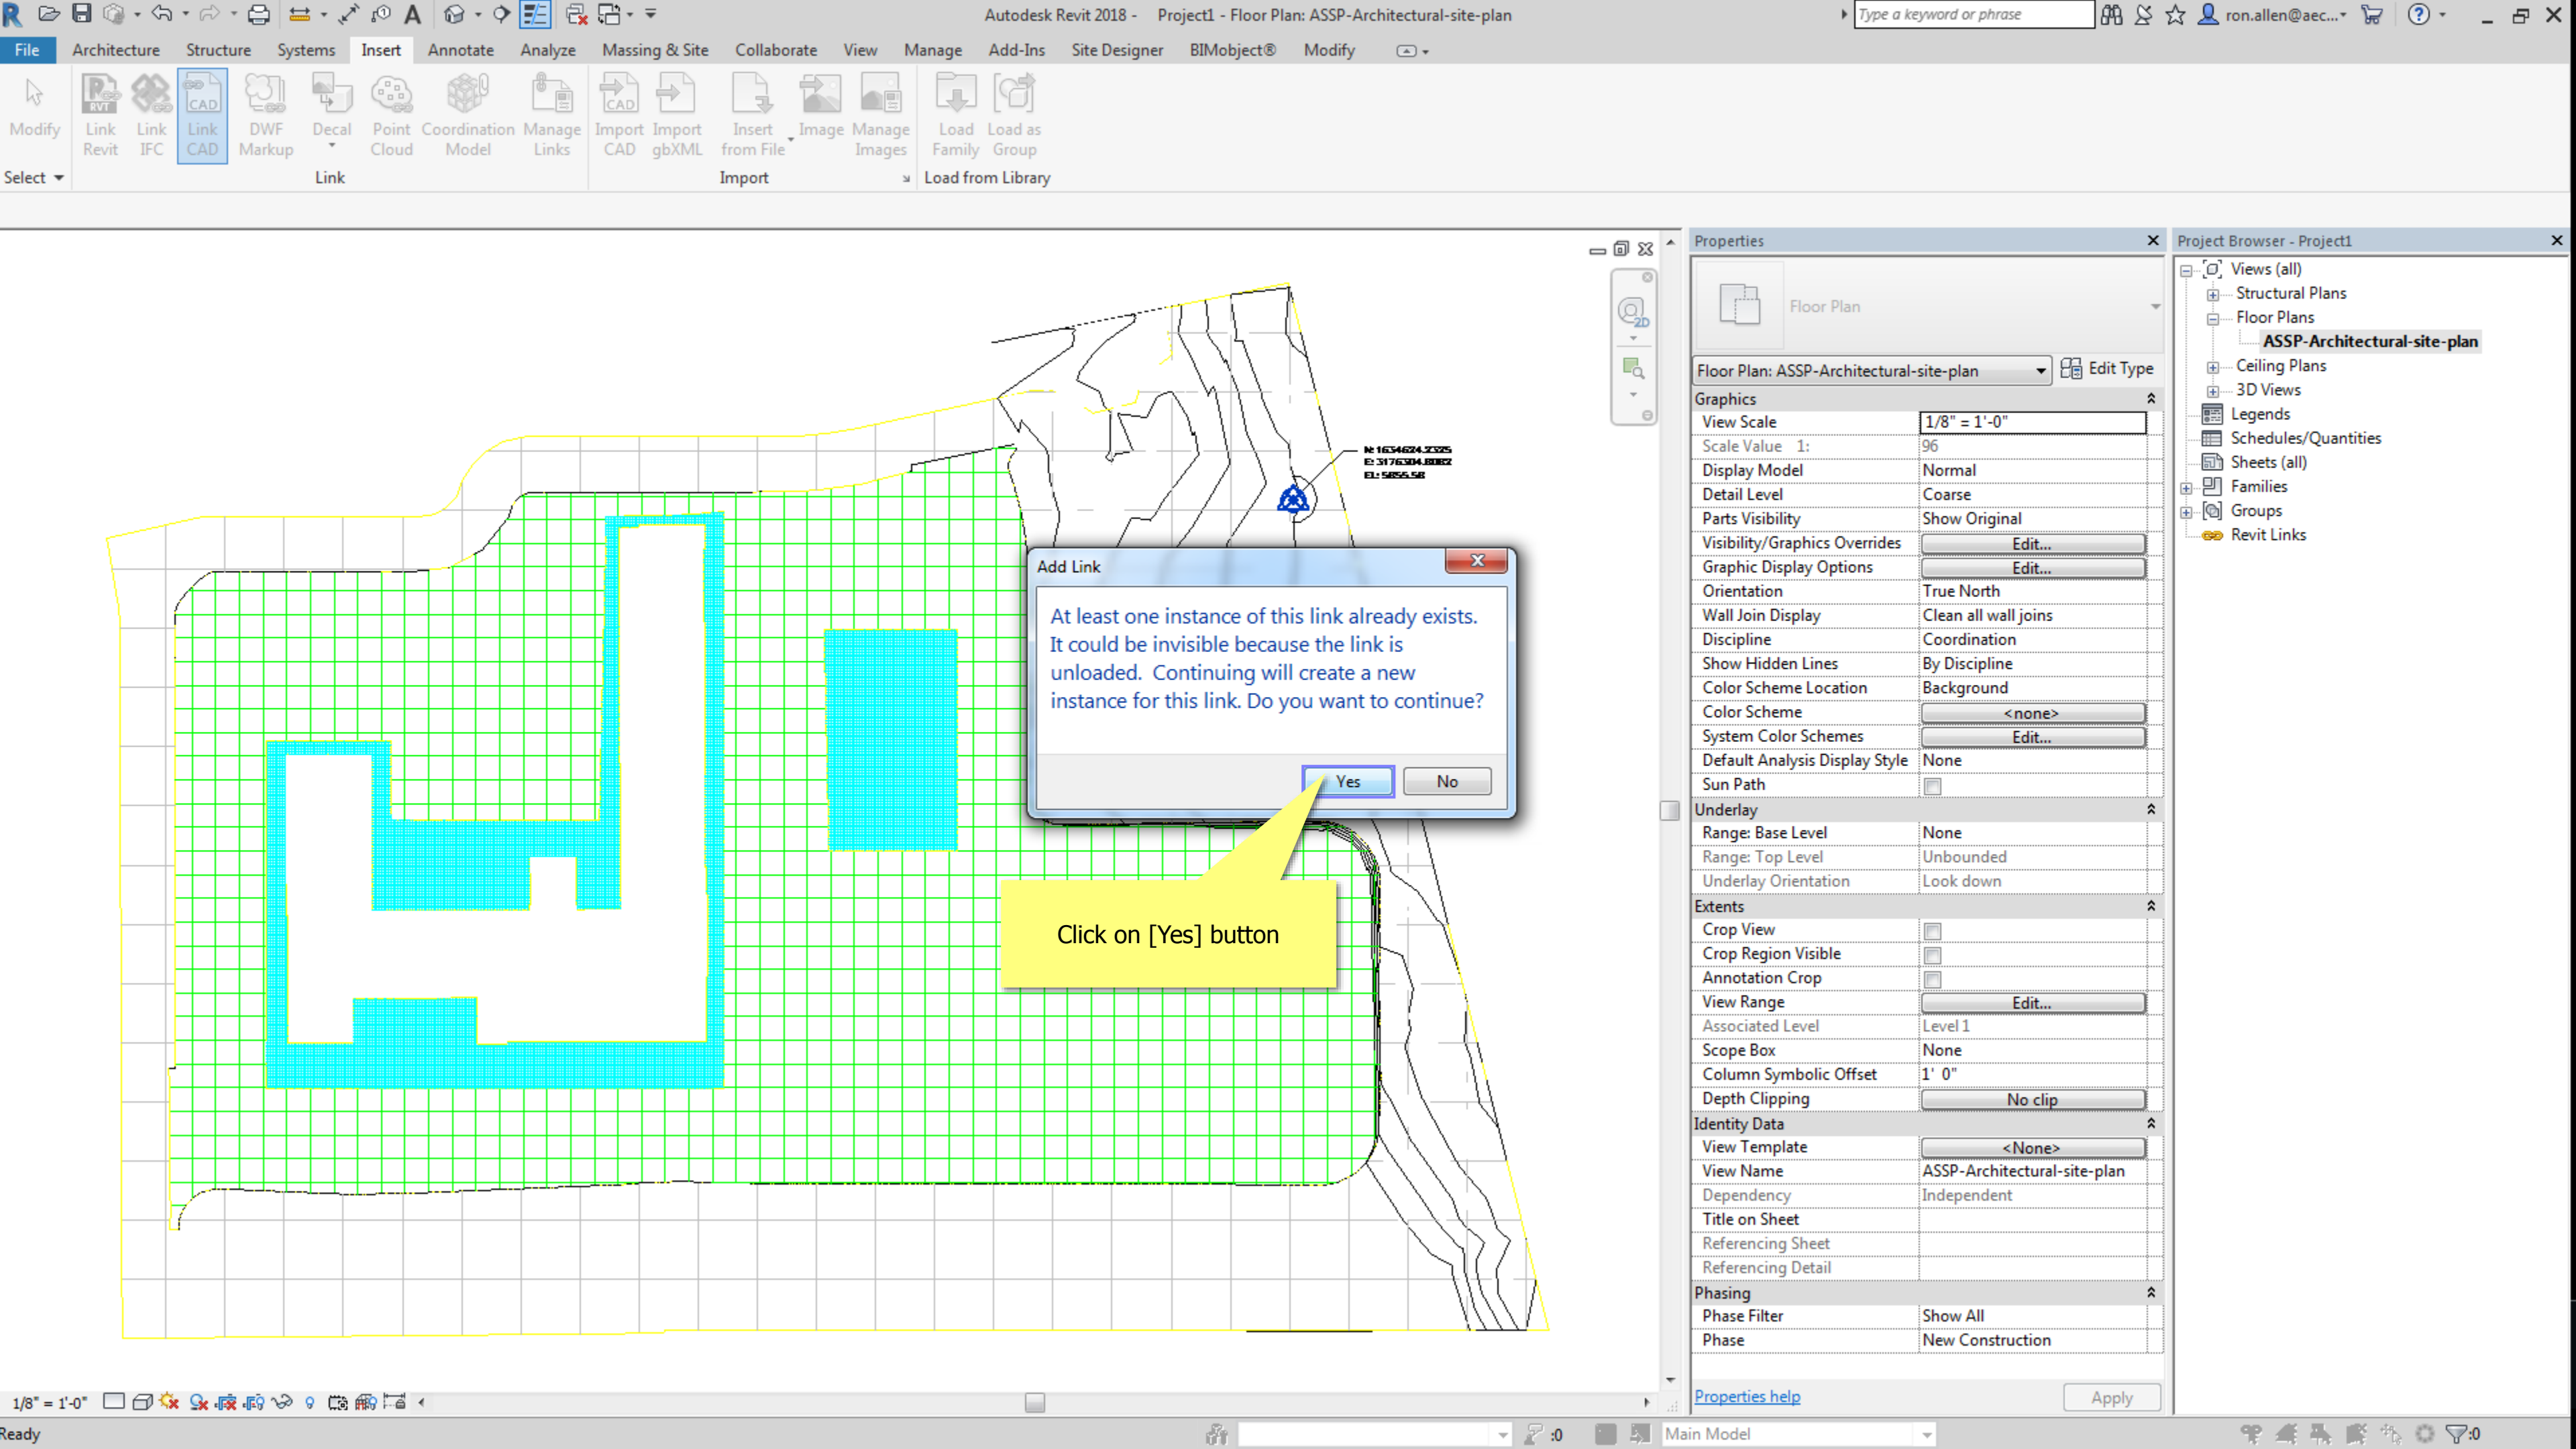 Autodesk Revit 2018 - Project1 - Floor Plan: ASSP-Architectural-site-plan
Type a keyword or phrase
ron.allen@aec...
File Architecture Structure Systems Insert Annotate Analyze Massing & Site Collaborate View Manage Add-Ins Site Designer BIMobject® Modify
Modify
Link Revit
Link IFC
Link CAD
DWF Markup
Decal
Point Cloud
Coordination Model
Manage Links
Import CAD
Import gbXML
Insert from File
Image
Manage Images
Load Family
Load as Group
Select
Link
Import
Load from Library
2D
N: 1634624.2325
E: 3176304.8082
EL: 5855.58
Add Link
At least one instance of this link already exists.
It could be invisible because the link is
unloaded. Continuing will create a new
instance for this link. Do you want to continue?
Yes
No
Click on [Yes] button
Properties
Floor Plan
Floor Plan: ASSP-Architectural-site-plan
Edit Type
Graphics
View Scale 1/8" = 1'-0"
Scale Value 1: 96
Display Model Normal
Detail Level Coarse
Parts Visibility Show Original
Visibility/Graphics Overrides Edit...
Graphic Display Options Edit...
Orientation True North
Wall Join Display Clean all wall joins
Discipline Coordination
Show Hidden Lines By Discipline
Color Scheme Location Background
Color Scheme <none>
System Color Schemes Edit...
Default Analysis Display Style None
Sun Path
Underlay
Range: Base Level None
Range: Top Level Unbounded
Underlay Orientation Look down
Extents
Crop View
Crop Region Visible
Annotation Crop
View Range Edit...
Associated Level Level 1
Scope Box None
Column Symbolic Offset 1' 0"
Depth Clipping No clip
Identity Data
View Template <None>
View Name ASSP-Architectural-site-plan
Dependency Independent
Title on Sheet
Referencing Sheet
Referencing Detail
Phasing
Phase Filter Show All
Phase New Construction
Properties help
Apply
Project Browser - Project1
Views (all)
Structural Plans
Floor Plans
ASSP-Architectural-site-plan
Ceiling Plans
3D Views
Legends
Schedules/Quantities
Sheets (all)
Families
Groups
Revit Links
1/8" = 1'-0"
Ready
:0
Main Model
:0